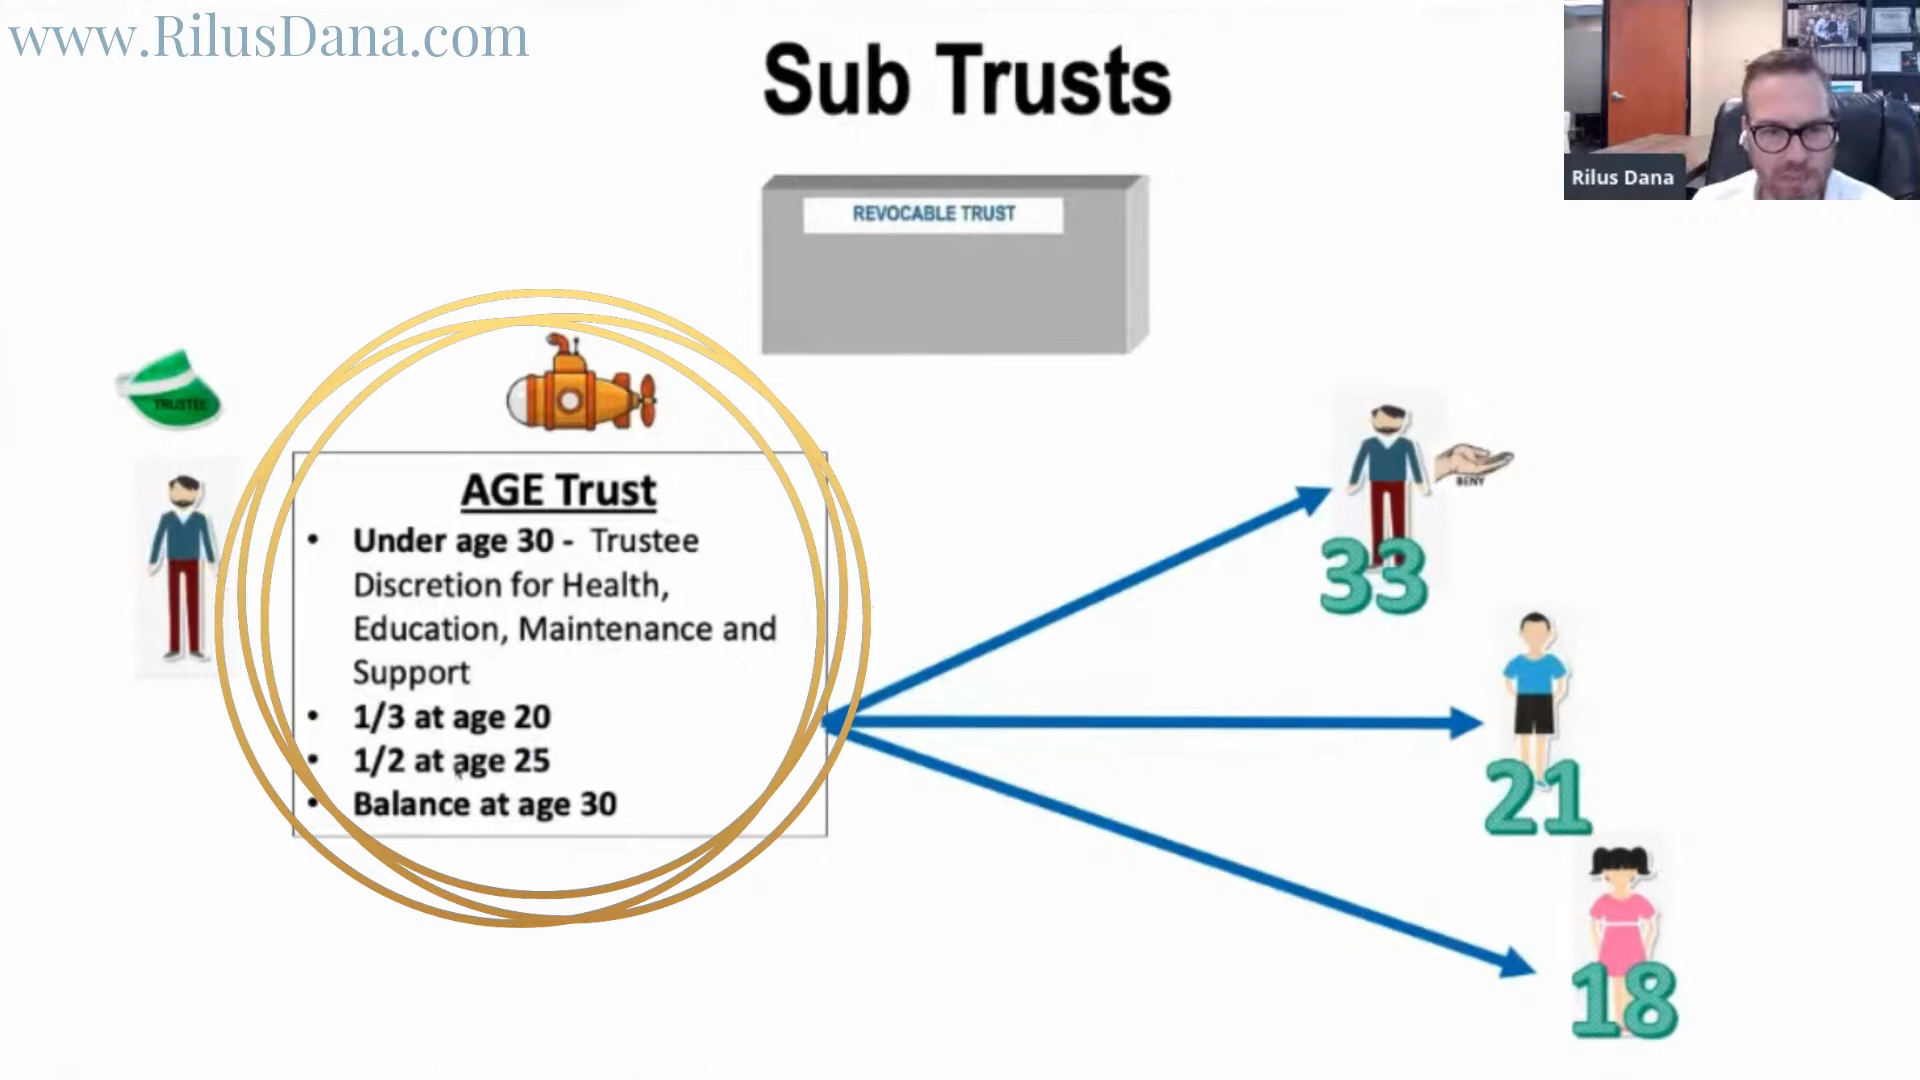 www.RilusDana.com
Sub Trusts
Rilus Dana
REVOCABLE TRUST
TRUSTEE
AGE Trust
• Under age 30 - Trustee
Discretion for Health,
Education, Maintenance and
Support
• 1/3 at age 20
• 1/2 at age 25
• Balance at age 30
BENY
33
21
18